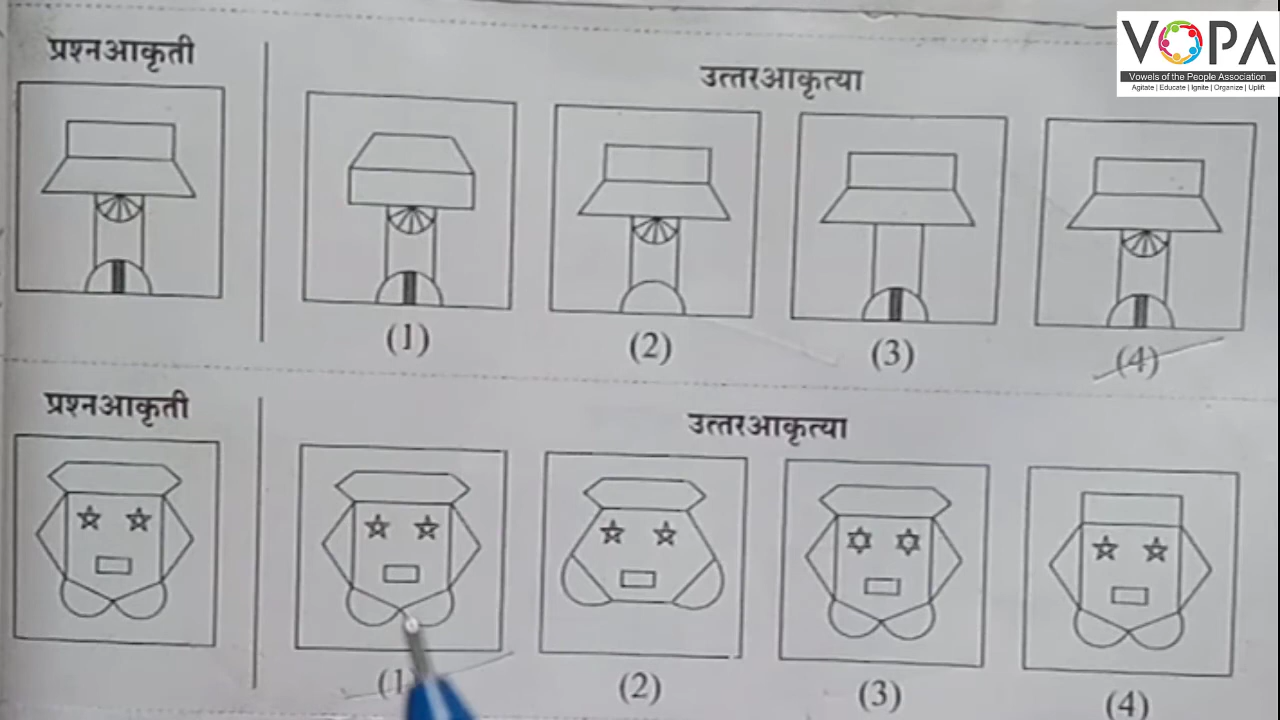 VOPA
Vowels of the People Association
Agitate | Educate | Ignite | Organize | Uplift
प्रश्नआकृती
उत्तरआकृत्या
(1)
(2)
(3)
(4)
प्रश्नआकृती
उत्तरआकृत्या
(1
(2)
(3)
(4)